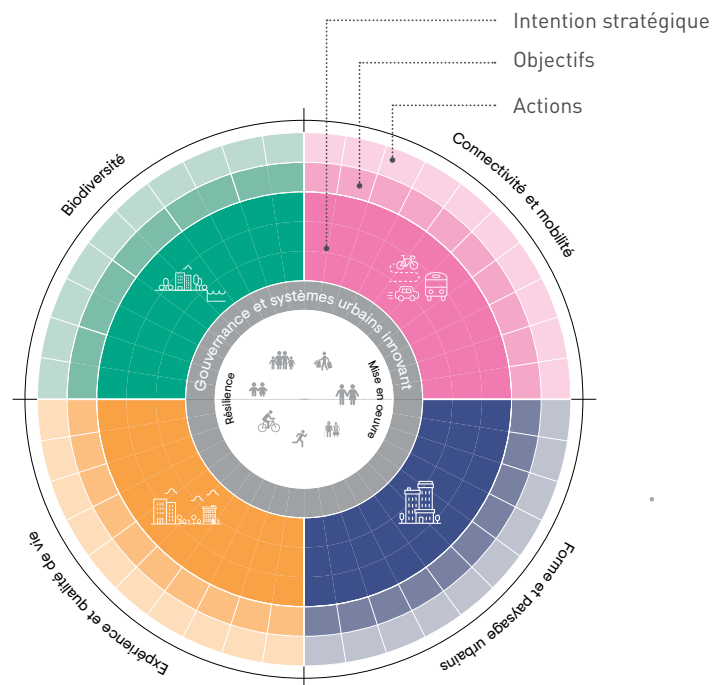 Intention stratégique
Objectifs
Actions
Biodiversité
Connectivité et mobilité
Gouvernance et systèmes urbains innovant
Résilience
Mise en oeuvre
Expérience et qualité de vie
Forme et paysage urbains